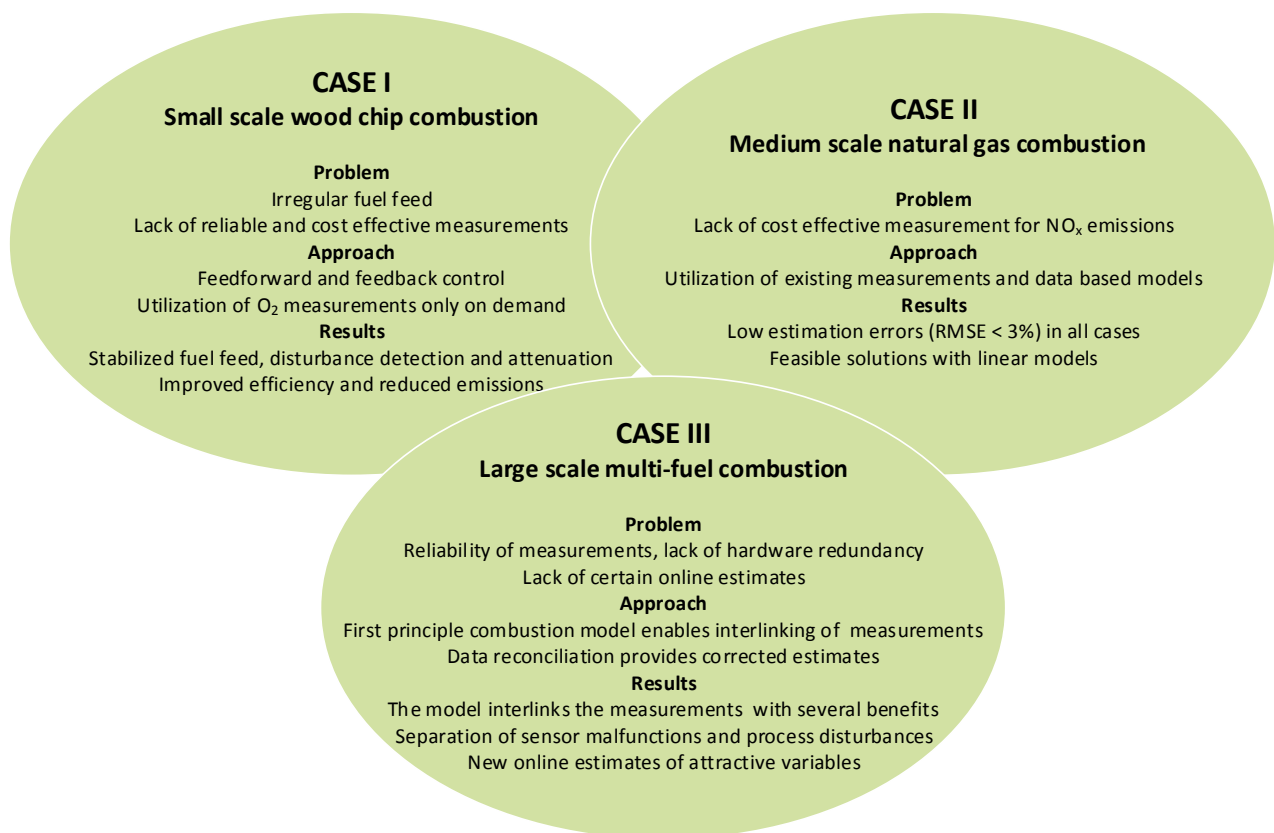 CASE I
Small scale wood chip combustion
Problem
Irregular fuel feed
Lack of reliable and cost effective measurements
Approach
Feedforward and feedback control
Utilization of O₂ measurements only on demand
Results
Stabilized fuel feed, disturbance detection and attenuation
Improved efficiency and reduced emissions
CASE II
Medium scale natural gas combustion
Problem
Lack of cost effective measurement for NOₓ emissions
Approach
Utilization of existing measurements and data based models
Results
Low estimation errors (RMSE < 3%) in all cases
Feasible solutions with linear models
CASE III
Large scale multi-fuel combustion
Problem
Reliability of measurements, lack of hardware redundancy
Lack of certain online estimates
Approach
First principle combustion model enables interlinking of measurements
Data reconciliation provides corrected estimates
Results
The model interlinks the measurements with several benefits
Separation of sensor malfunctions and process disturbances
New online estimates of attractive variables